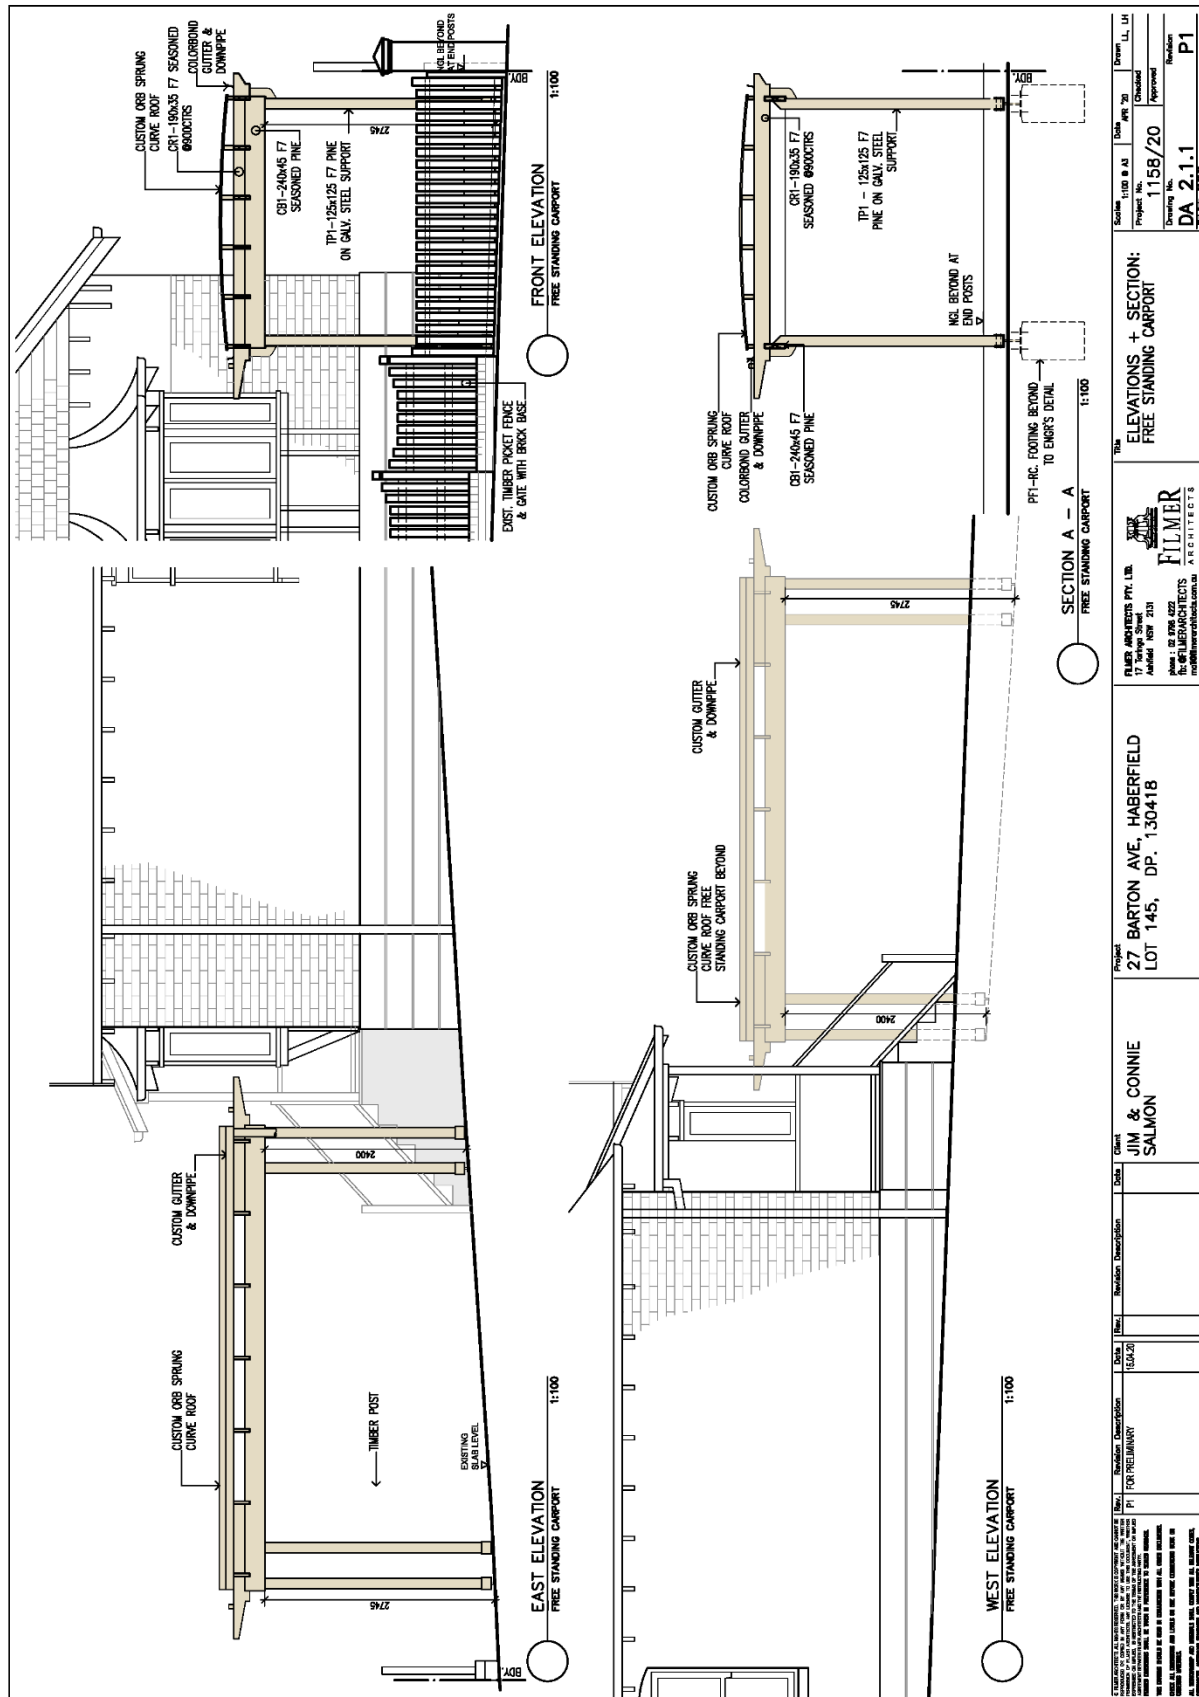 CUSTOM ORB SPRUNG
CURVE ROOF
CUSTOM GUTTER
& DOWNPIPE
2745
2400
TIMBER POST
EXISTING
SLAB LEVEL
BDY.
EAST ELEVATION
FREE STANDING CARPORT
1:100
CUSTOM ORB SPRUNG
CURVE ROOF
CR1-190x35 F7 SEASONED
@900CTRS
COLORBOND
GUTTER &
DOWNPIPE
CB1-240x45 F7
SEASONED PINE
TP1-125x125 F7 PINE
ON GALV. STEEL SUPPORT
2745
NGL BEYOND
AT END POSTS
BDY.
EXIST. TIMBER PICKET FENCE
& GATE WITH BRICK BASE
FRONT ELEVATION
FREE STANDING CARPORT
1:100
CUSTOM ORB SPRUNG
CURVE ROOF FREE
STANDING CARPORT BEYOND
CUSTOM GUTTER
& DOWNPIPE
2400
2745
WEST ELEVATION
FREE STANDING CARPORT
1:100
CUSTOM ORB SPRUNG
CURVE ROOF
COLORBOND GUTTER
& DOWNPIPE
CB1-240x45 F7
SEASONED PINE
CR1-190x35 F7
SEASONED @900CTRS
TP1 - 125x125 F7
PINE ON GALV. STEEL
SUPPORT
NGL BEYOND AT
END POSTS
PF1-RC. FOOTING BEYOND
TO ENGR'S DETAIL
SECTION A - A
FREE STANDING CARPORT
1:100
Rev. Revision Description Date
P1 FOR PRELIMINARY 15.04.20
Rev. Revision Description Date
Client
JIM & CONNIE
SALMON
Project
27 BARTON AVE, HABERFIELD
LOT 145, DP. 130418
FILMER ARCHITECTS PTY. LTD.
17 Taringa Street
Ashfield NSW 2131
phone : 02 9798 4222
fb: @FILMERARCHITECTS
FILMER
ARCHITECTS
Title
ELEVATIONS + SECTION:
FREE STANDING CARPORT
Scales 1:100 @ A3
Date APR '20
Drawn LL, LH
Project No.
1158/20
Checked
Approved
Drawing No.
DA 2.1.1
Revision
P1